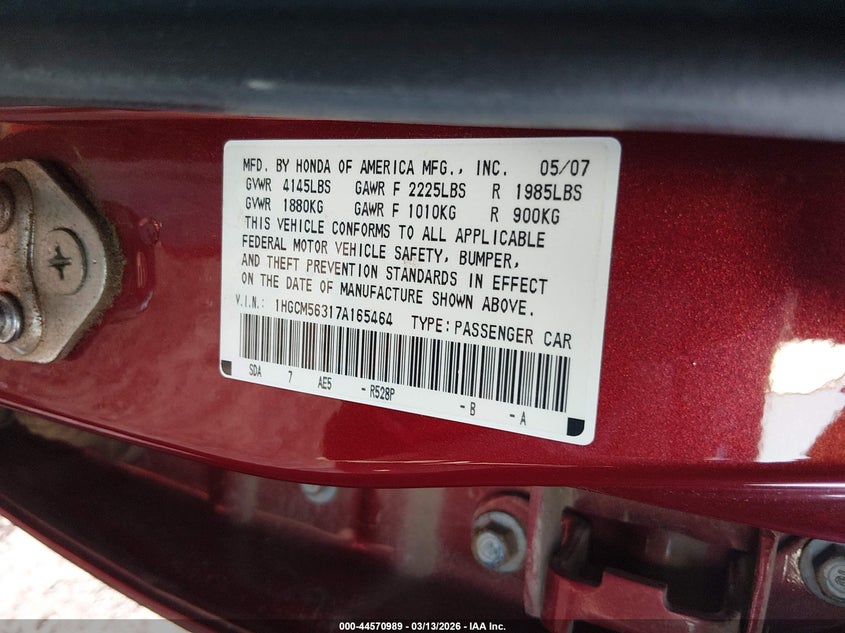 MFD. BY HONDA OF AMERICA MFG., INC. 05/07
GVWR 4145LBS GAWR F 2225LBS R 1985LBS
GVWR 1880KG GAWR F 1010KG R 900KG
THIS VEHICLE CONFORMS TO ALL APPLICABLE
FEDERAL MOTOR VEHICLE SAFETY, BUMPER,
AND THEFT PREVENTION STANDARDS IN EFFECT
ON THE DATE OF MANUFACTURE SHOWN ABOVE.
V.I.N.: 1HGCM56317A165464 TYPE: PASSENGER CAR
SDA 7 AE5 - R528P - B - A
000-44570989 - 03/13/2026 - IAA Inc.